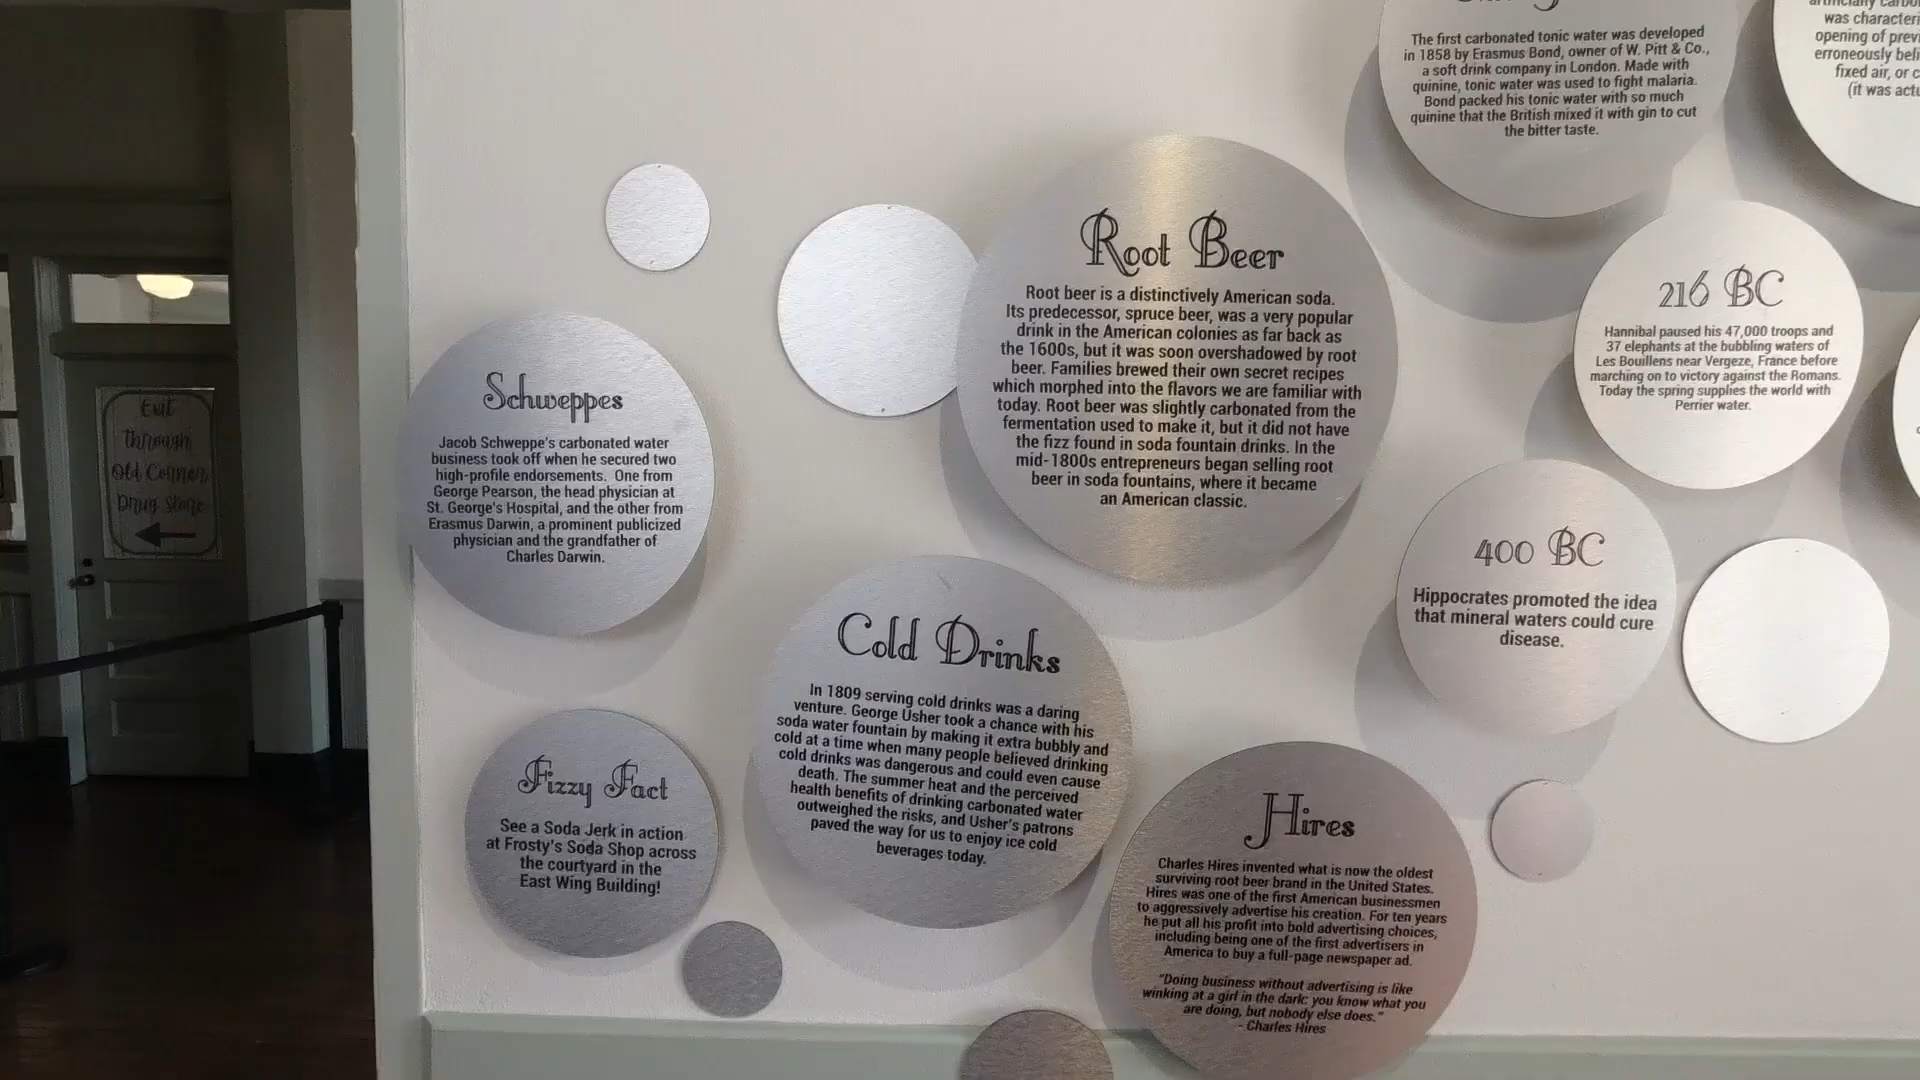 Exit
through
Old Corner
Drug Store
Schweppes
Jacob Schweppe's carbonated water
business took off when he secured two
high-profile endorsements. One from
George Pearson, the head physician at
St. George's Hospital, and the other from
Erasmus Darwin, a prominent publicized
physician and the grandfather of
Charles Darwin.
Fizzy Fact
See a Soda Jerk in action
at Frosty's Soda Shop across
the courtyard in the
East Wing Building!
Cold Drinks
In 1809 serving cold drinks was a daring
venture. George Usher took a chance with his
soda water fountain by making it extra bubbly and
cold at a time when many people believed drinking
cold drinks was dangerous and could even cause
death. The summer heat and the perceived
health benefits of drinking carbonated water
outweighed the risks, and Usher's patrons
paved the way for us to enjoy ice cold
beverages today.
Root Beer
Root beer is a distinctively American soda.
Its predecessor, spruce beer, was a very popular
drink in the American colonies as far back as
the 1600s, but it was soon overshadowed by root
beer. Families brewed their own secret recipes
which morphed into the flavors we are familiar with
today. Root beer was slightly carbonated from the
fermentation used to make it, but it did not have
the fizz found in soda fountain drinks. In the
mid-1800s entrepreneurs began selling root
beer in soda fountains, where it became
an American classic.
Hires
Charles Hires invented what is now the oldest
surviving root beer brand in the United States.
Hires was one of the first American businessmen
to aggressively advertise his creation. For ten years
he put all his profit into bold advertising choices,
including being one of the first advertisers in
America to buy a full-page newspaper ad.
"Doing business without advertising is like
winking at a girl in the dark: you know what you
are doing, but nobody else does."
- Charles Hires
The first carbonated tonic water was developed
in 1858 by Erasmus Bond, owner of W. Pitt & Co.,
a soft drink company in London. Made with
quinine, tonic water was used to fight malaria.
Bond packed his tonic water with so much
quinine that the British mixed it with gin to cut
the bitter taste.
216 BC
Hannibal paused his 47,000 troops and
37 elephants at the bubbling waters of
Les Bouillens near Vergeze, France before
marching on to victory against the Romans.
Today the spring supplies the world with
Perrier water.
400 BC
Hippocrates promoted the idea
that mineral waters could cure
disease.
was
opening of
erroneously
fixed air, or
(it was